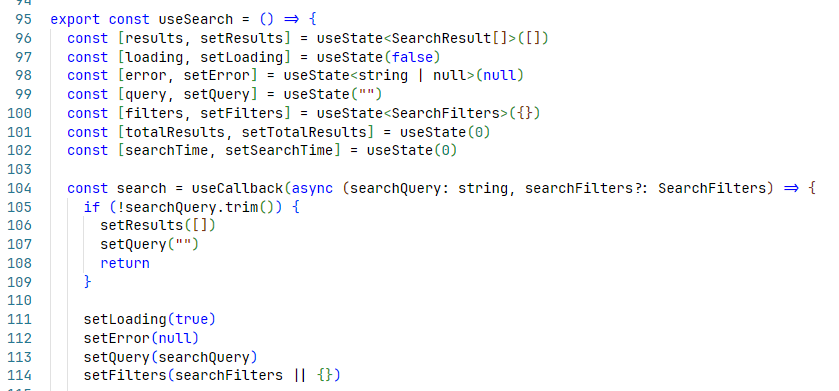 95 export const useSearch = () => {
96 const [results, setResults] = useState<SearchResult[]>([])
97 const [loading, setLoading] = useState(false)
98 const [error, setError] = useState<string | null>(null)
99 const [query, setQuery] = useState("")
100 const [filters, setFilters] = useState<SearchFilters>({})
101 const [totalResults, setTotalResults] = useState(0)
102 const [searchTime, setSearchTime] = useState(0)
103
104 const search = useCallback(async (searchQuery: string, searchFilters?: SearchFilters) => {
105 if (!searchQuery.trim()) {
106 setResults([])
107 setQuery("")
108 return
109 }
110
111 setLoading(true)
112 setError(null)
113 setQuery(searchQuery)
114 setFilters(searchFilters || {})